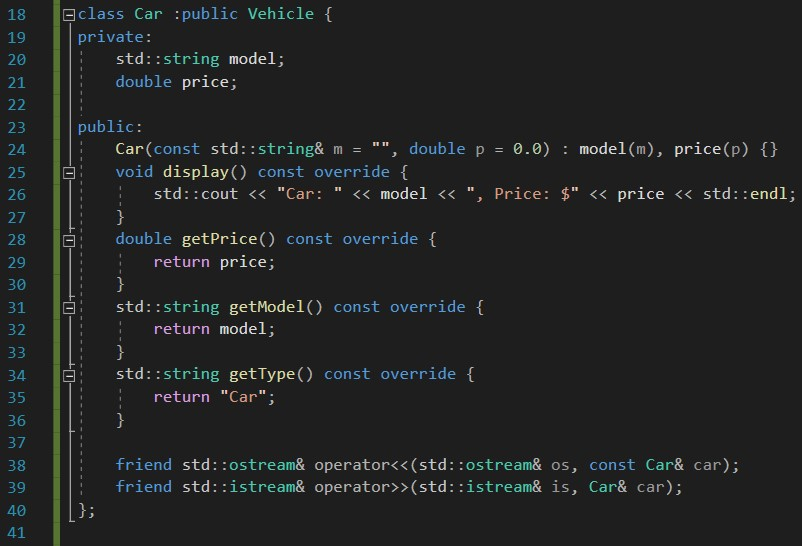 18 class Car :public Vehicle {
19 private:
20     std::string model;
21     double price;
22
23 public:
24     Car(const std::string& m = "", double p = 0.0) : model(m), price(p) {}
25     void display() const override {
26         std::cout << "Car: " << model << ", Price: $" << price << std::endl;
27     }
28     double getPrice() const override {
29         return price;
30     }
31     std::string getModel() const override {
32         return model;
33     }
34     std::string getType() const override {
35         return "Car";
36     }
37
38     friend std::ostream& operator<<(std::ostream& os, const Car& car);
39     friend std::istream& operator>>(std::istream& is, Car& car);
40 };
41